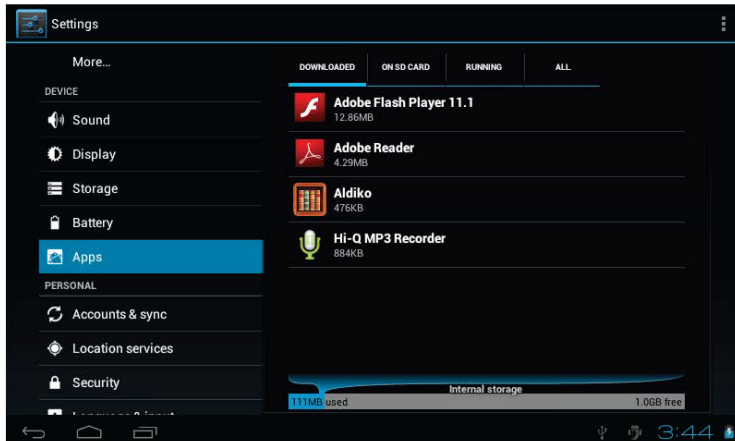 Settings
More...
DEVICE
Sound
Display
Storage
Battery
Apps
PERSONAL
Accounts & sync
Location services
Security
DOWNLOADED
ON SD CARD
RUNNING
ALL
Adobe Flash Player 11.1
12.86MB
Adobe Reader
4.29MB
Aldiko
476KB
Hi-Q MP3 Recorder
884KB
Internal storage
111MB used
1.0GB free
3:44